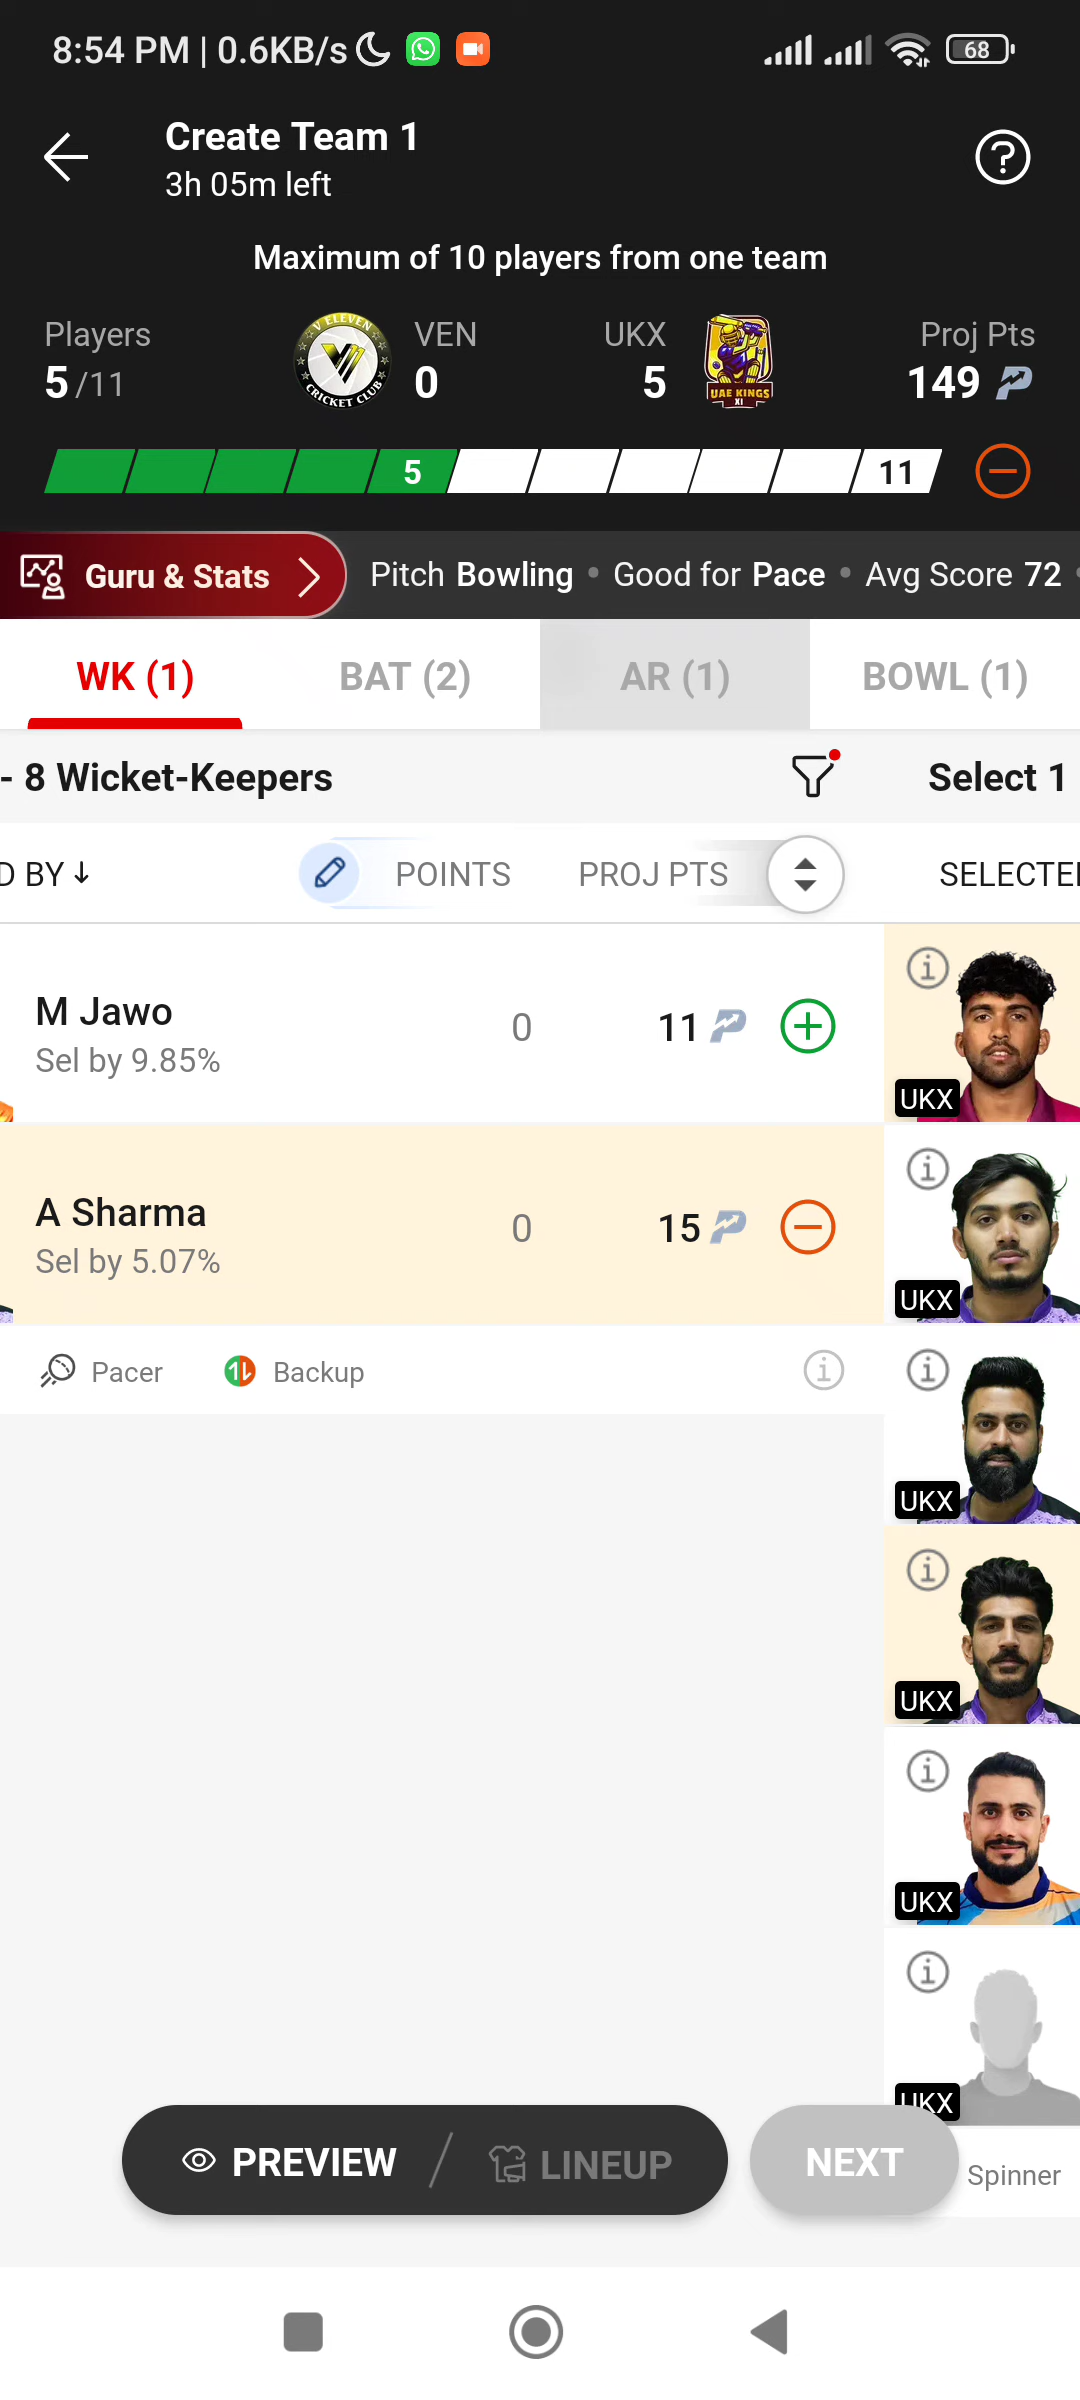 8:54 PM | 0.6KB/s
68
Create Team 1
3h 05m left
Maximum of 10 players from one team
Players
5/11
V ELEVEN
CRICKET CLUB
VEN
0
UKX
5
UAE KINGS
XI
Proj Pts
149
5
11
Guru & Stats
Pitch Bowling • Good for Pace • Avg Score 72
WK (1)
BAT (2)
AR (1)
BOWL (1)
- 8 Wicket-Keepers
Select 1
D BY ↓
POINTS
PROJ PTS
SELECTE
M Jawo
Sel by 9.85%
0
11
UKX
A Sharma
Sel by 5.07%
0
15
UKX
Pacer
Backup
UKX
UKX
UKX
UKX
PREVIEW / LINEUP
NEXT
Spinner